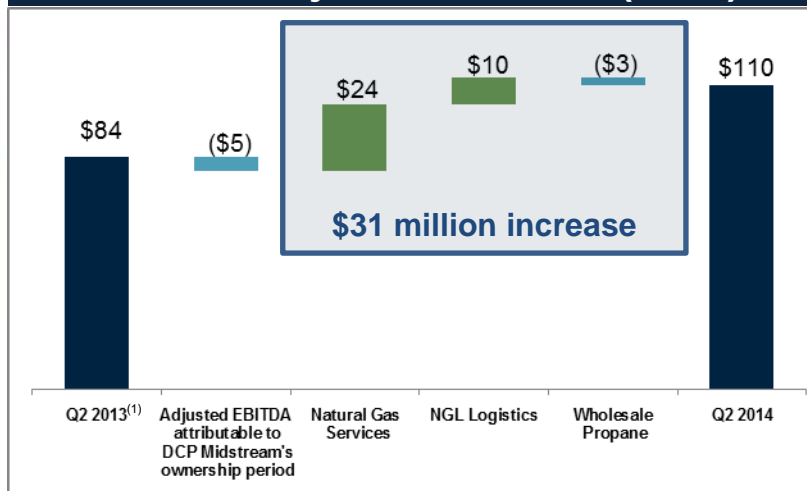 $84
($5)
$24
$10
($3)
$110
$31 million increase
Q2 2013(1)
Adjusted EBITDA
attributable to
DCP Midstream's
ownership period
Natural Gas
Services
NGL Logistics
Wholesale
Propane
Q2 2014